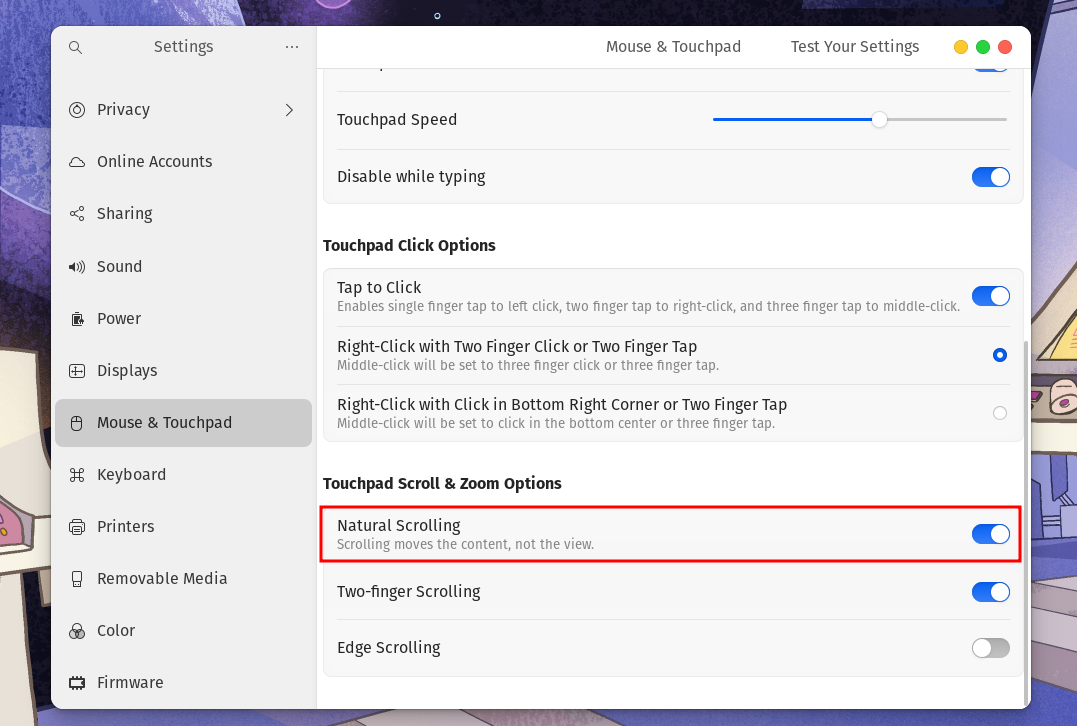 Settings
Mouse & Touchpad
Test Your Settings
Privacy
Online Accounts
Sharing
Sound
Power
Displays
Mouse & Touchpad
Keyboard
Printers
Removable Media
Color
Firmware
Touchpad Speed
Disable while typing
Touchpad Click Options
Tap to Click
Enables single finger tap to left click, two finger tap to right-click, and three finger tap to middle-click.
Right-Click with Two Finger Click or Two Finger Tap
Middle-click will be set to three finger click or three finger tap.
Right-Click with Click in Bottom Right Corner or Two Finger Tap
Middle-click will be set to click in the bottom center or three finger tap.
Touchpad Scroll & Zoom Options
Natural Scrolling
Scrolling moves the content, not the view.
Two-finger Scrolling
Edge Scrolling